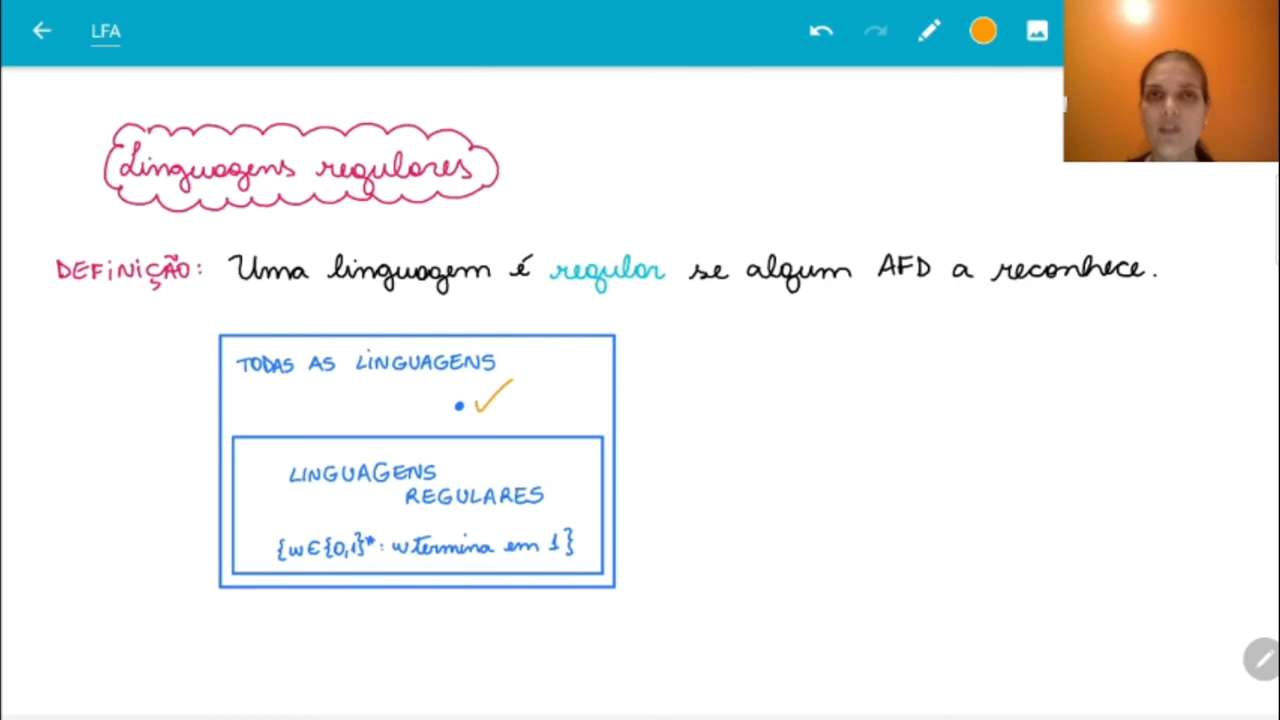 LFA
Linguagens regulares
DEFINIÇÃO: Uma linguagem é regular se algum AFD a reconhece.
TODAS AS LINGUAGENS
LINGUAGENS
REGULARES
{w∈{0,1}*: w termina em 1}